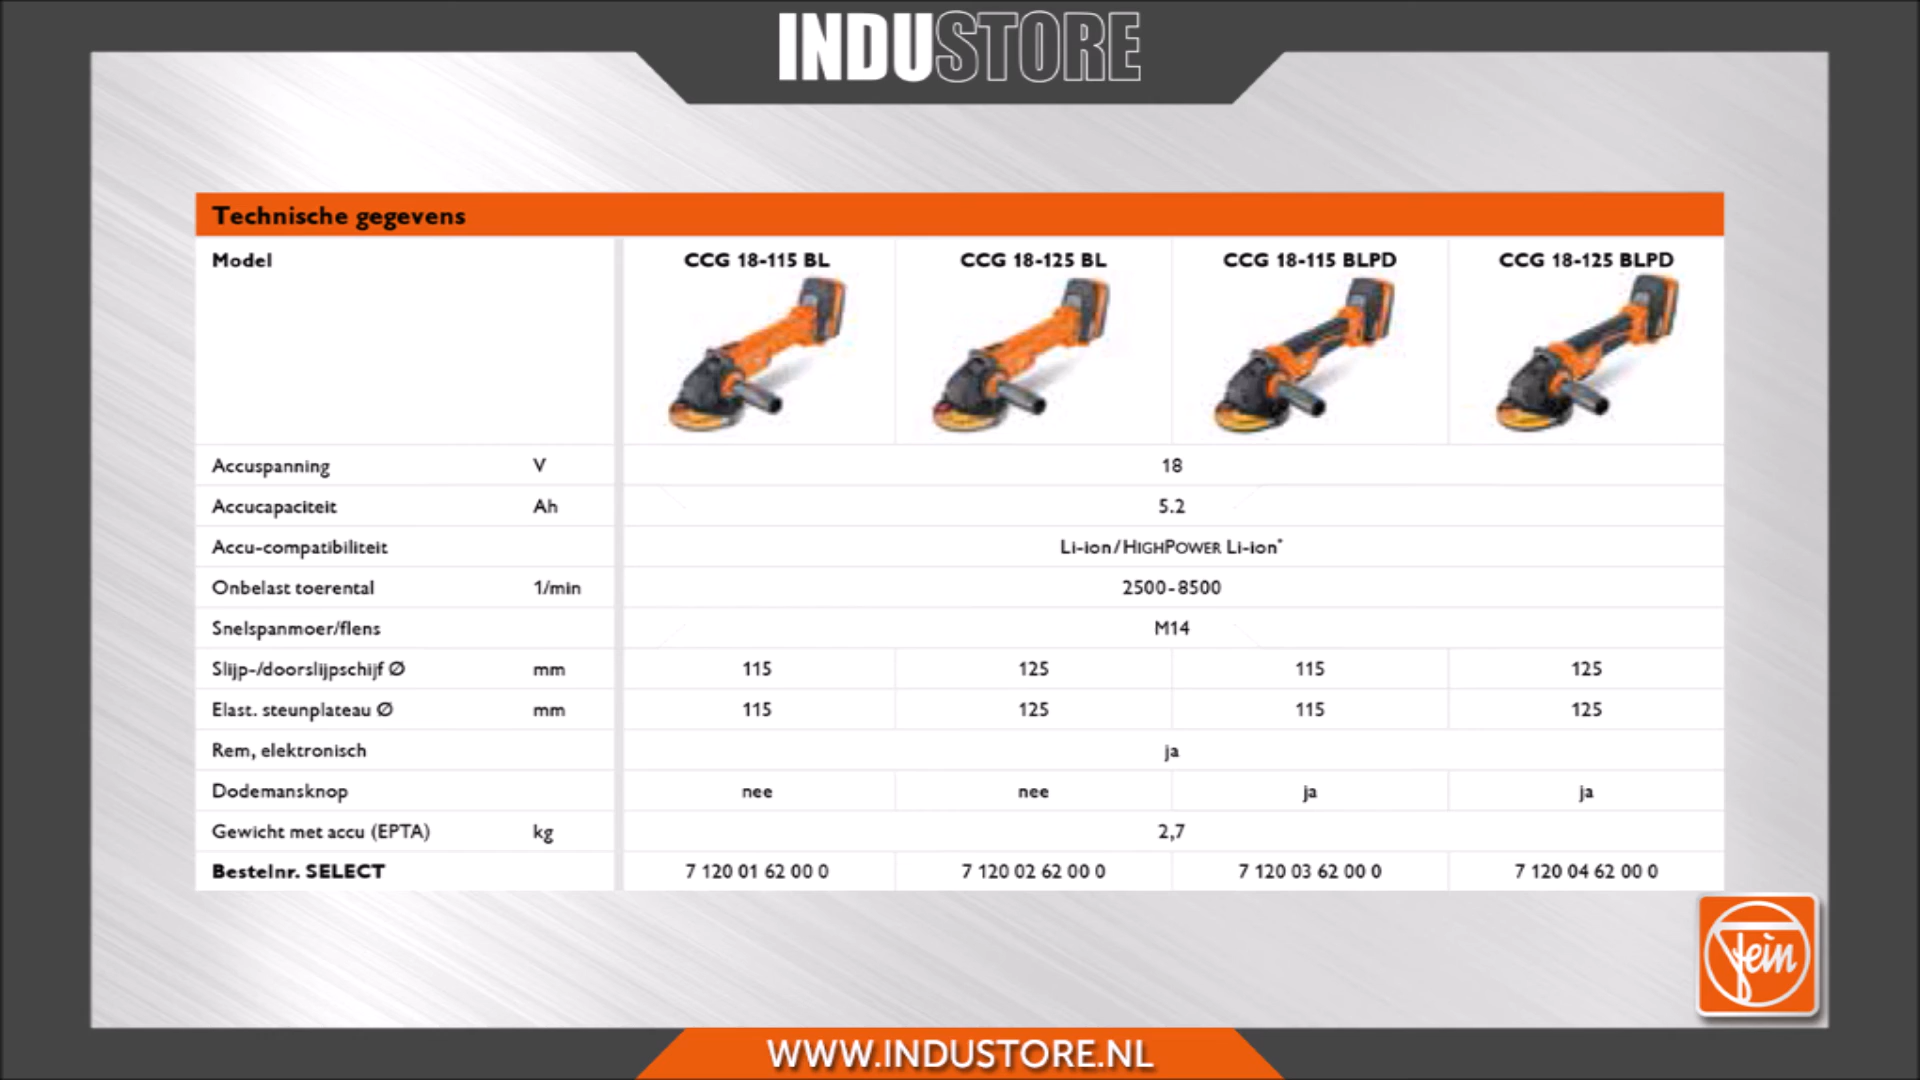 INDUSTORE
Technische gegevens
Model CCG 18-115 BL CCG 18-125 BL CCG 18-115 BLPD CCG 18-125 BLPD
Accuspanning V 18
Accucapaciteit Ah 5.2
Accu-compatibiliteit Li-ion/HIGHPOWER Li-ion*
Onbelast toerental 1/min 2500-8500
Snelspanmoer/flens M14
Slijp-/doorslijpschijf Ø mm 115 125 115 125
Elast. steunplateau Ø mm 115 125 115 125
Rem, elektronisch ja
Dodemansknop nee nee ja ja
Gewicht met accu (EPTA) kg 2,7
Bestelnr. SELECT 7 120 01 62 00 0 7 120 02 62 00 0 7 120 03 62 00 0 7 120 04 62 00 0
fein
WWW.INDUSTORE.NL